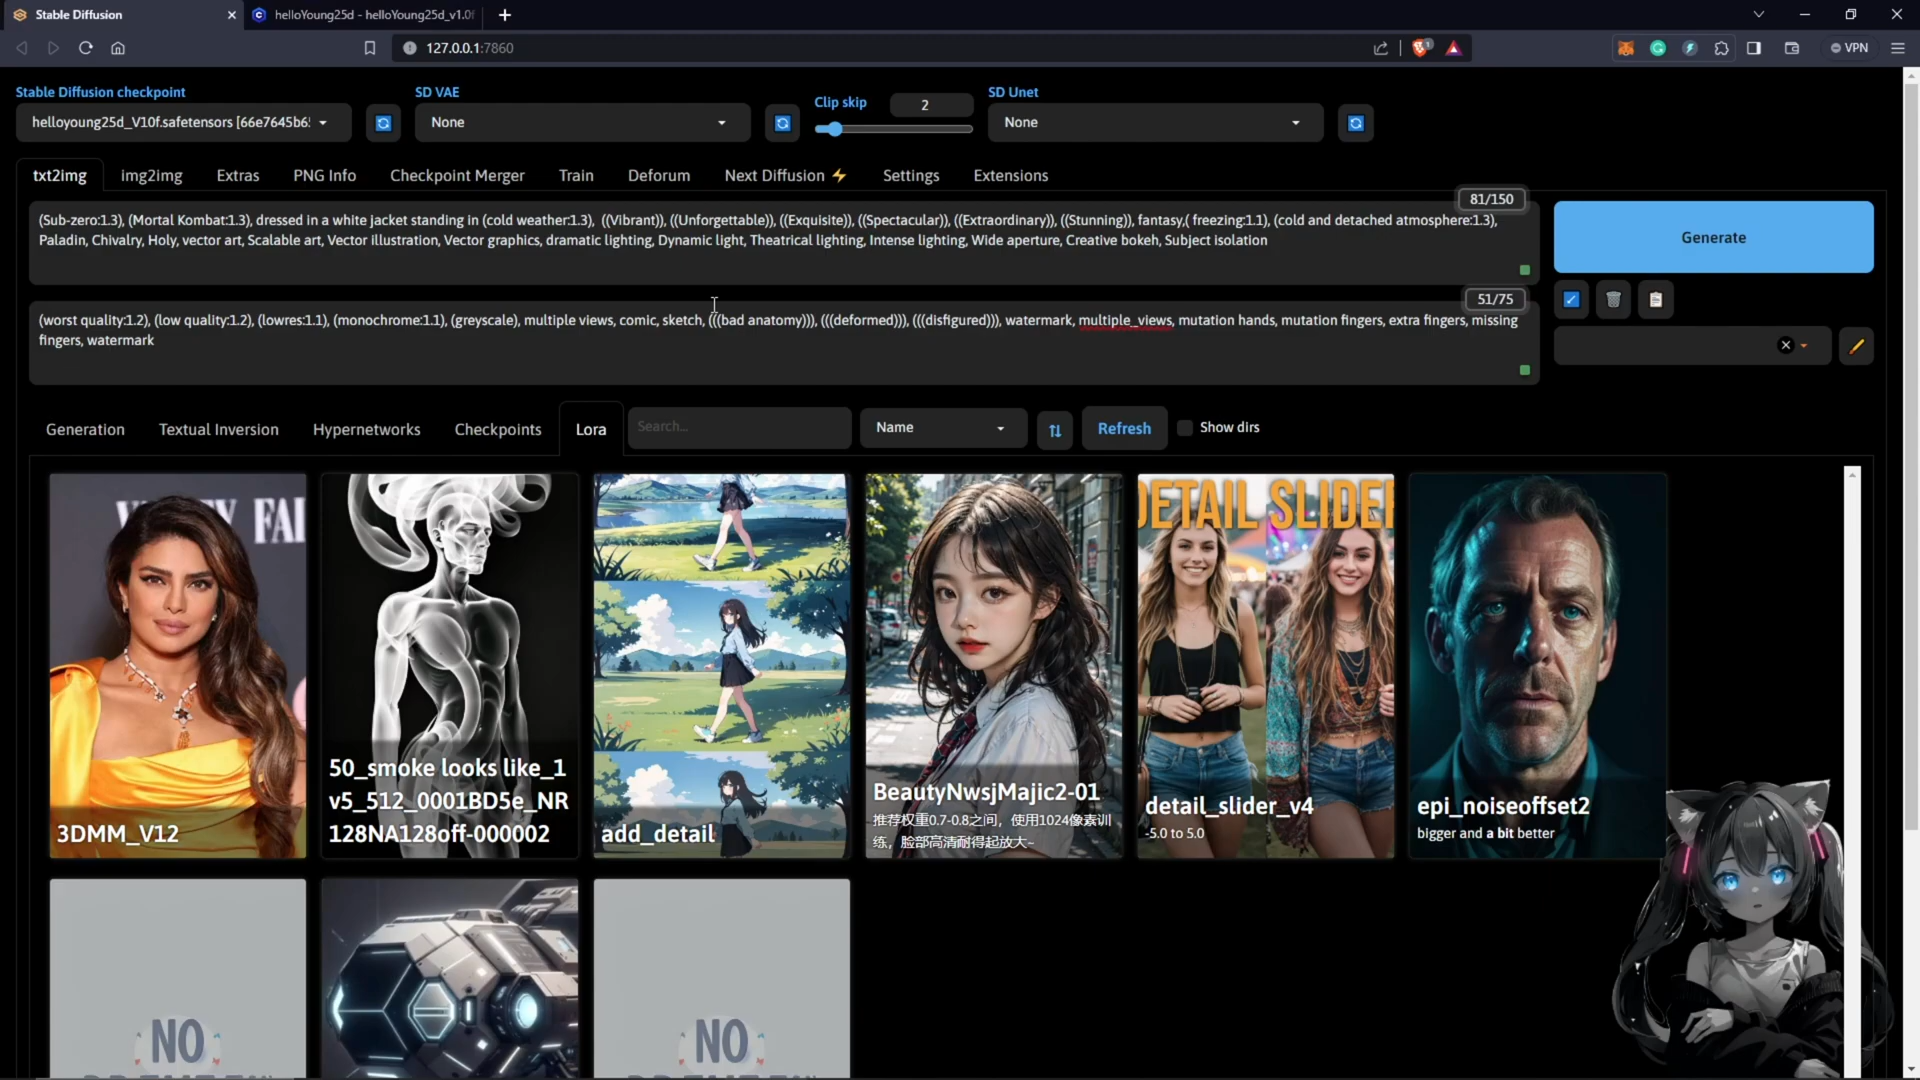 Stable Diffusion
helloYoung25d - helloYoung25d_v1.0f
127.0.0.1:7860
VPN
Stable Diffusion checkpoint
SD VAE
Clip skip
2
SD Unet
helloyoung25d_V10f.safetensors [66e7645b6!
None
None
txt2img
img2img
Extras
PNG Info
Checkpoint Merger
Train
Deforum
Next Diffusion ⚡
Settings
Extensions
81/150
(Sub-zero:1.3), (Mortal Kombat:1.3), dressed in a white jacket standing in (cold weather:1.3),  ((Vibrant)), ((Unforgettable)), ((Exquisite)), ((Spectacular)), ((Extraordinary)), ((Stunning)), fantasy,( freezing:1.1), (cold and detached atmosphere:1.3),
Paladin, Chivalry, Holy, vector art, Scalable art, Vector illustration, Vector graphics, dramatic lighting, Dynamic light, Theatrical lighting, Intense lighting, Wide aperture, Creative bokeh, Subject isolation
Generate
51/75
(worst quality:1.2), (low quality:1.2), (lowres:1.1), (monochrome:1.1), (greyscale), multiple views, comic, sketch, (((bad anatomy))), (((deformed))), (((disfigured))), watermark, multiple_views, mutation hands, mutation fingers, extra fingers, missing
fingers, watermark
Generation
Textual Inversion
Hypernetworks
Checkpoints
Lora
Search...
Name
Refresh
Show dirs
3DMM_V12
50_smoke looks like_1
v5_512_0001BD5e_NR
128NA128off-000002
add_detail
BeautyNwsjMajic2-01
推荐权重0.7-0.8之间，使用1024像素训
练，脸部高清耐得起放大~
DETAIL SLIDER
detail_slider_v4
-5.0 to 5.0
epi_noiseoffset2
bigger and a bit better
NO
NO